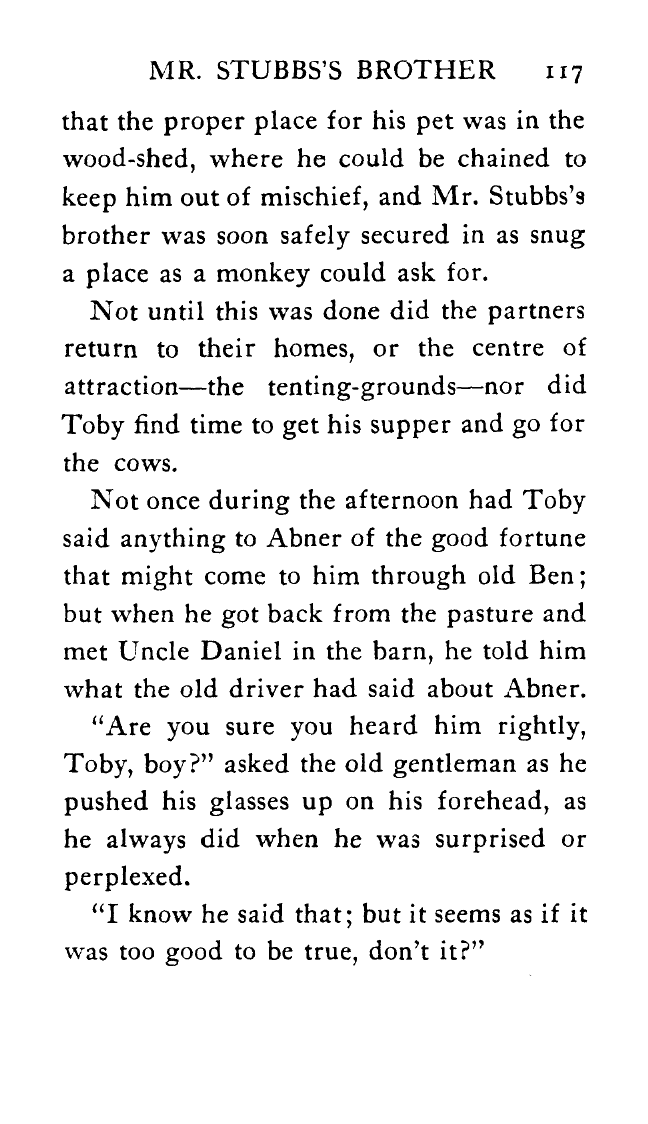 MR. STUBBS'S BROTHER 117
that the proper place for his pet was in the
wood-shed, where he could be chained to
keep him out of mischief, and Mr. Stubbs's
brother was soon safely secured in as snug
a place as a monkey could ask for.
Not until this was done did the partners
return to their homes, or the centre of
attraction—the tenting-grounds—nor did
Toby find time to get his supper and go for
the cows.
Not once during the afternoon had Toby
said anything to Abner of the good fortune
that might come to him through old Ben;
but when he got back from the pasture and
met Uncle Daniel in the barn, he told him
what the old driver had said about Abner.
"Are you sure you heard him rightly,
Toby, boy?" asked the old gentleman as he
pushed his glasses up on his forehead, as
he always did when he was surprised or
perplexed.
"I know he said that; but it seems as if it
was too good to be true, don't it?"